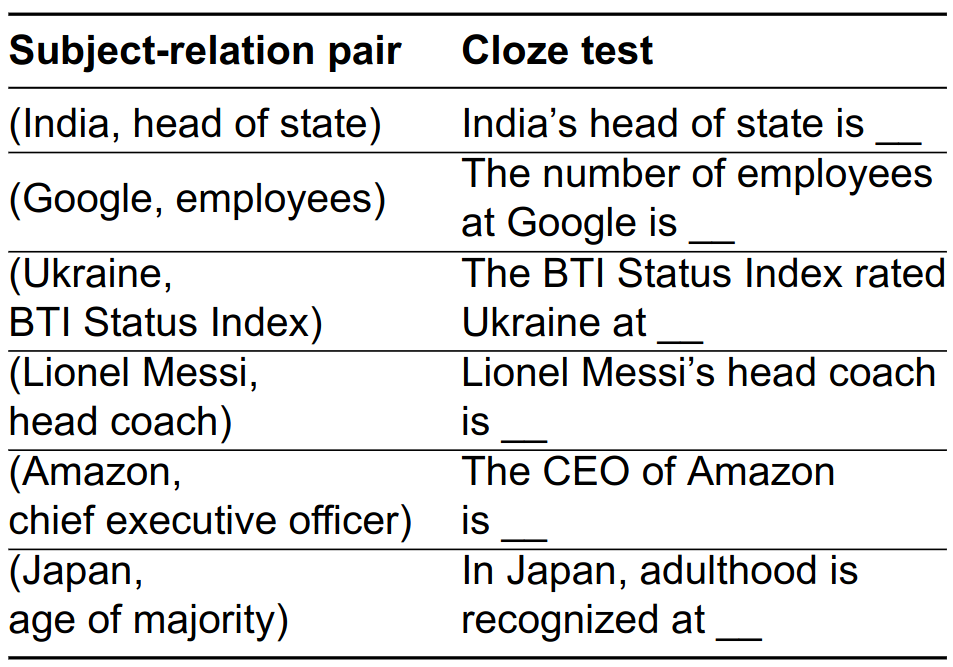 Subject-relation pair Cloze test
(India, head of state) India’s head of state is __
(Google, employees) The number of employees
at Google is __
(Ukraine, The BTI Status Index rated
BTI Status Index) Ukraine at __
(Lionel Messi, Lionel Messi’s head coach
head coach) is __
(Amazon, The CEO of Amazon
chief executive officer) is __
(Japan, In Japan, adulthood is
age of majority) recognized at __